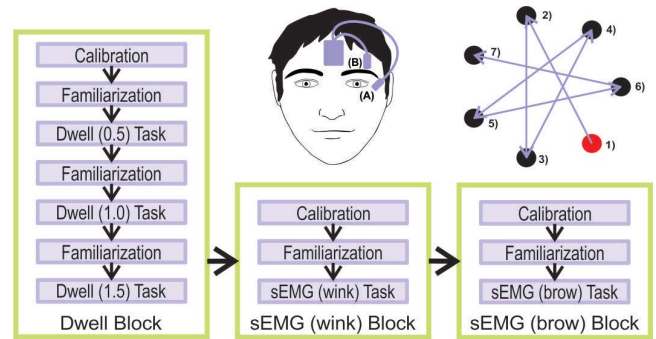 Calibration
Familiarization
Dwell (0.5) Task
Familiarization
Dwell (1.0) Task
Familiarization
Dwell (1.5) Task
Dwell Block
(B)
(A)
Calibration
Familiarization
sEMG (wink) Task
sEMG (wink) Block
2)
4)
7)
6)
5)
1)
3)
Calibration
Familiarization
sEMG (brow) Task
sEMG (brow) Block